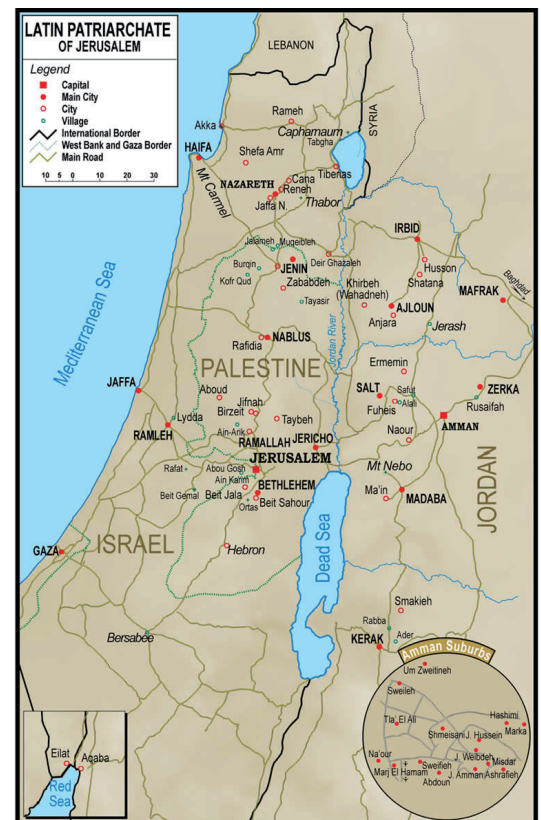 LATIN PATRIARCHATE
OF JERUSALEM
Legend
Capital
Main City
City
Village
International Border
West Bank and Gaza Border
Main Road
10 5 0 10 20 30
LEBANON
SYRIA
Akka
Rameh
Capharnaum
Tabgha
HAIFA
Shefa Amr
Mt Carmel
Tiberias
Cana
NAZARETH
Reneh
Jaffa N.
Thabor
IRBID
Jalameh
Muqeibleh
Deir Ghazaleh
Burqin
JENIN
Husson
Kofr Qud
Zababdeh
Khirbeh
(Wahadneh)
Shatana
MAFRAK
Baghdad
Tayasir
AJLOUN
Anjara
Jerash
Mediterranean Sea
Jordan River
NABLUS
Rafidia
PALESTINE
Ermemin
JAFFA
SALT
Safut
ZERKA
Aboud
Fuheis
Alali
Rusaifah
Jifnah
Birzeit
Lydda
Taybeh
AMMAN
RAMLEH
Ain-Arik
Naour
RAMALLAH
JERICHO
JERUSALEM
Rafat
Abou Gosh
Mt Nebo
Ain Karim
BETHLEHEM
Beit Gemal
Beit Jala
Beit Sahour
Ma'in
MADABA
Ortas
JORDAN
ISRAEL
GAZA
Hebron
Dead Sea
Smakieh
Bersabee
Rabba
Ader
KERAK
Amman Suburbs
Um Zweitineh
Sweileh
Tla' El Ali
Hashimi
Shmeisani
J. Hussein
Marka
Na'our
J. Weibdeh
Misdar
Marj El Hamam
Sweifieh
J. Amman
Ashrafieh
Abdoun
Eilat
Aqaba
Red
Sea